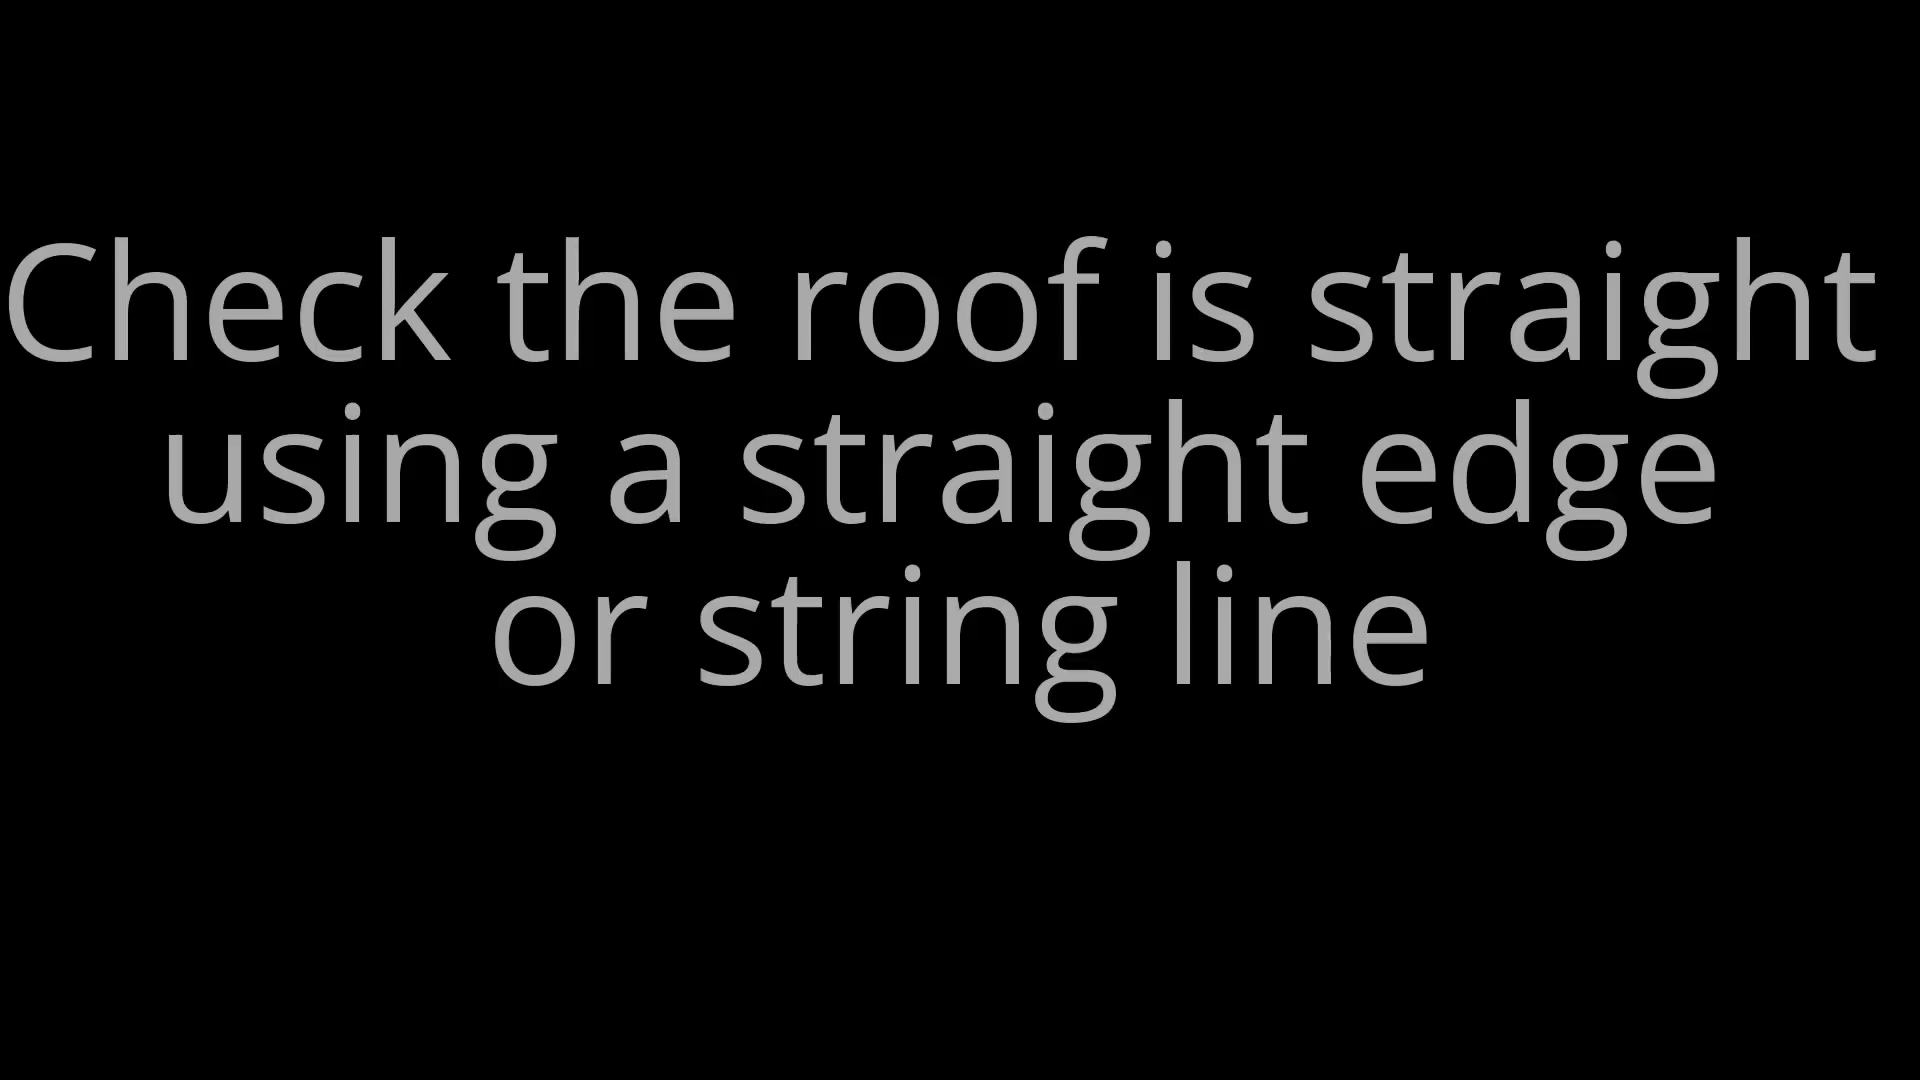 Check the roof is straight
using a straight edge
or string line